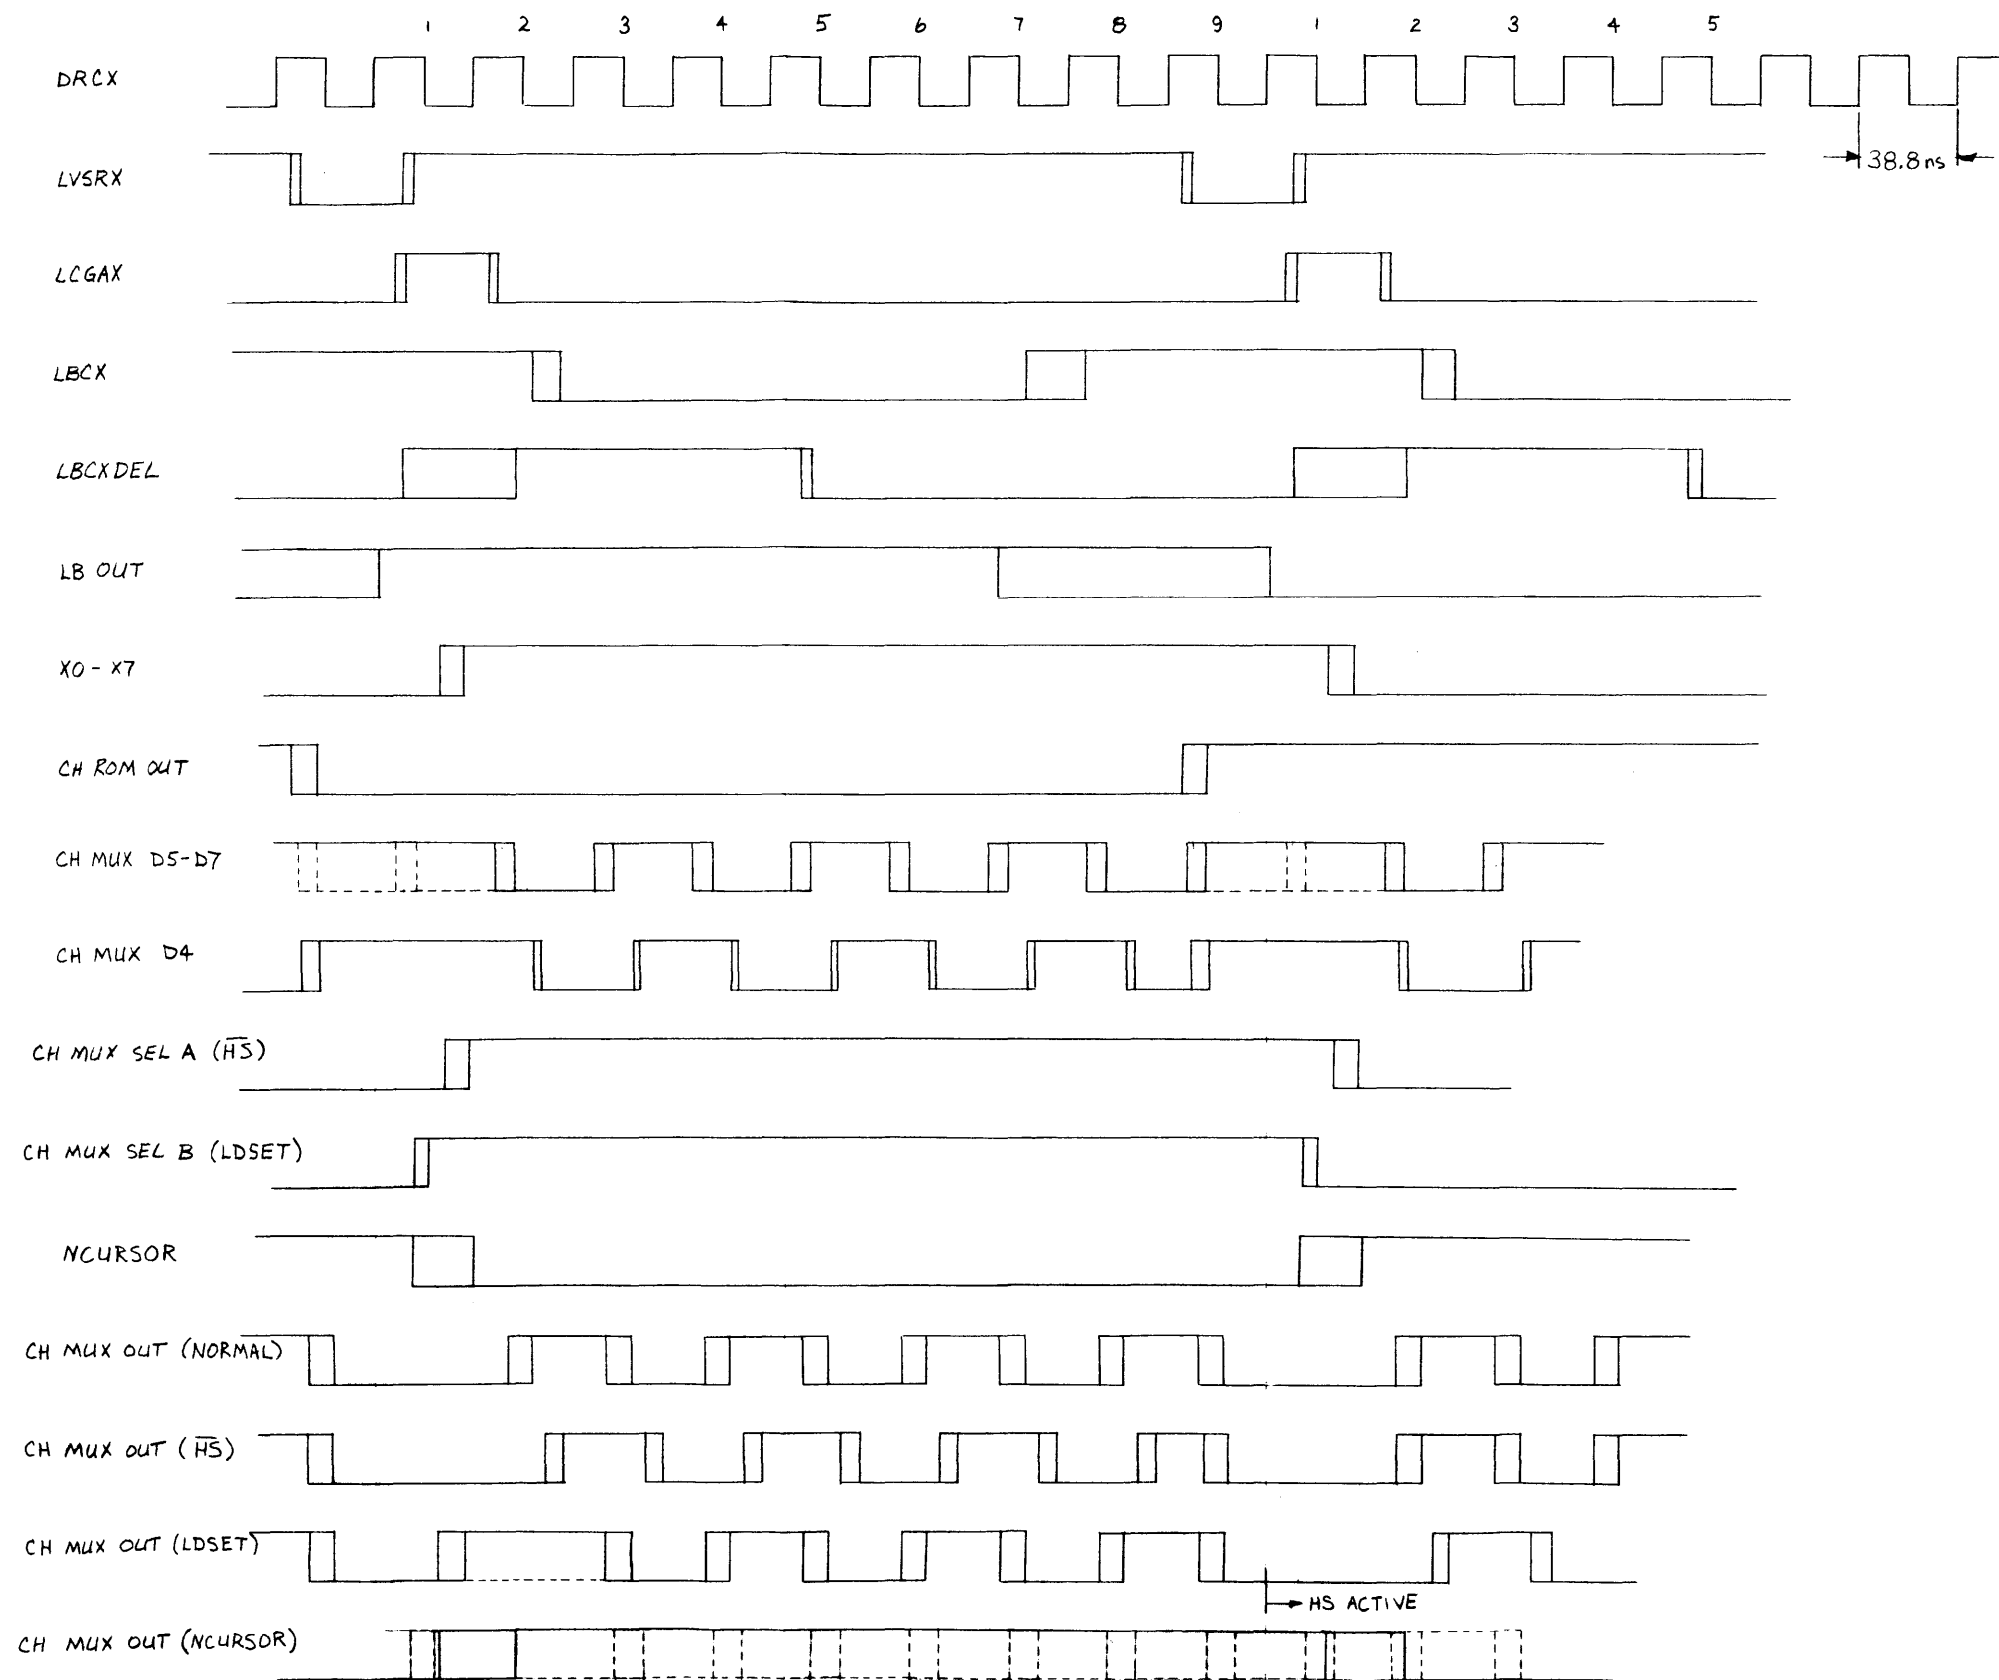 1 2 3 4 5 6 7 8 9 1 2 3 4 5
DRCX
38.8ns
LVSRX
LCGAX
LBCX
LBCXDEL
LB OUT
X0 - X7
CH ROM OUT
CH MUX D5-D7
CH MUX D4
CH MUX SEL A (H̅S̅)
CH MUX SEL B (LDSET)
NCURSOR
CH MUX OUT (NORMAL)
CH MUX OUT (H̅S̅)
CH MUX OUT (LDSET)
HS ACTIVE
CH MUX OUT (NCURSOR)